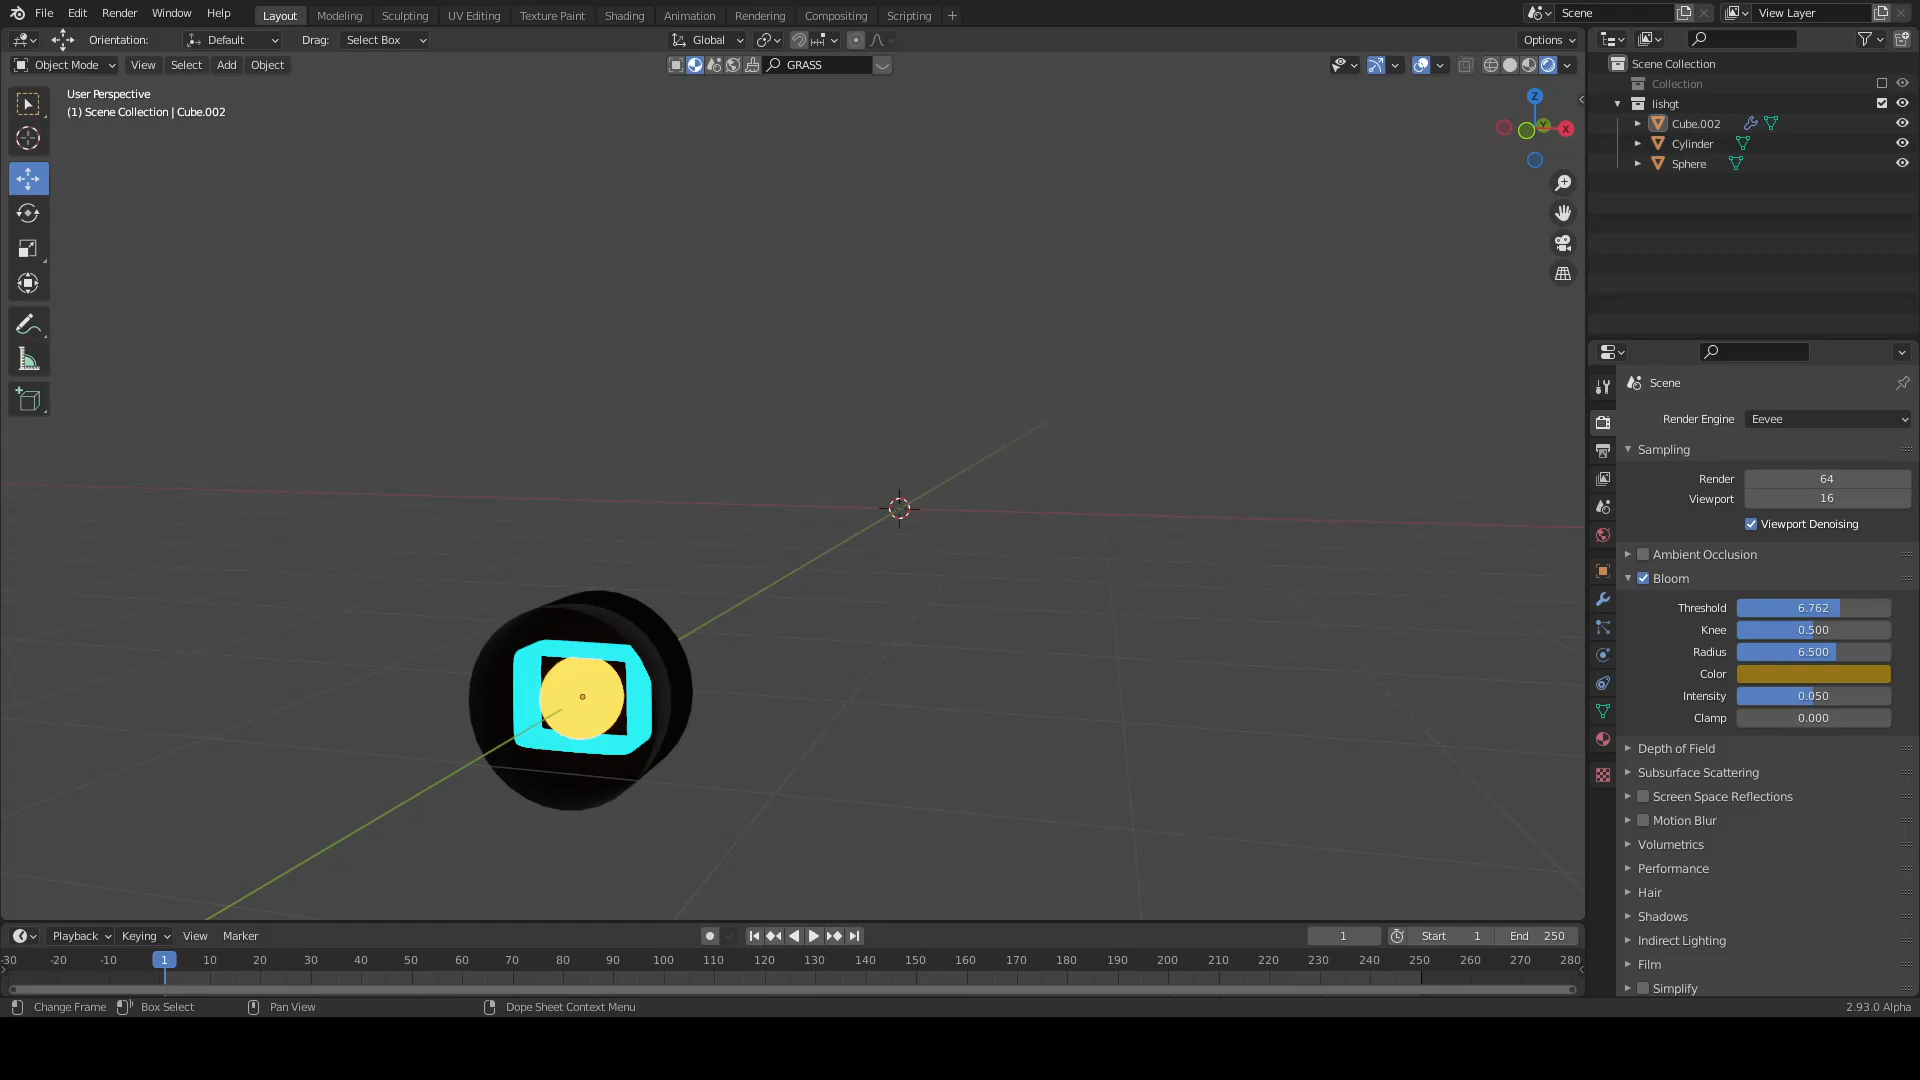 File Edit Render Window Help Layout Modeling Sculpting UV Editing Texture Paint Shading Animation Rendering Compositing Scripting + Scene View Layer
Orientation: Default Drag: Select Box Global Options
Object Mode View Select Add Object GRASS
User Perspective
(1) Scene Collection | Cube.002
Z
Y
X
Scene Collection
Collection
lishgt
Cube.002
Cylinder
Sphere
Scene
Render Engine Eevee
Sampling
Render 64
Viewport 16
Viewport Denoising
Ambient Occlusion
Bloom
Threshold 6.762
Knee 0.500
Radius 6.500
Color
Intensity 0.050
Clamp 0.000
Depth of Field
Subsurface Scattering
Screen Space Reflections
Motion Blur
Volumetrics
Performance
Hair
Shadows
Indirect Lighting
Film
Simplify
Playback Keying View Marker 1 Start 1 End 250
-30 -20 -10 1 10 20 30 40 50 60 70 80 90 100 110 120 130 140 150 160 170 180 190 200 210 220 230 240 250 260 270 280
Change Frame Box Select Pan View Dope Sheet Context Menu 2.93.0 Alpha